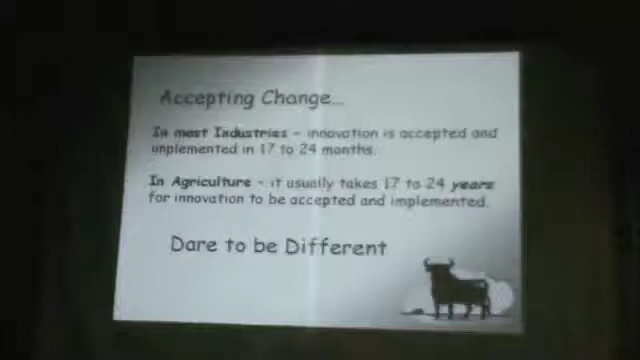 Accepting Change...
In most Industries - innovation is accepted and
implemented in 17 to 24 months.
In Agriculture - it usually takes 17 to 24 years
for innovation to be accepted and implemented.
Dare to be Different